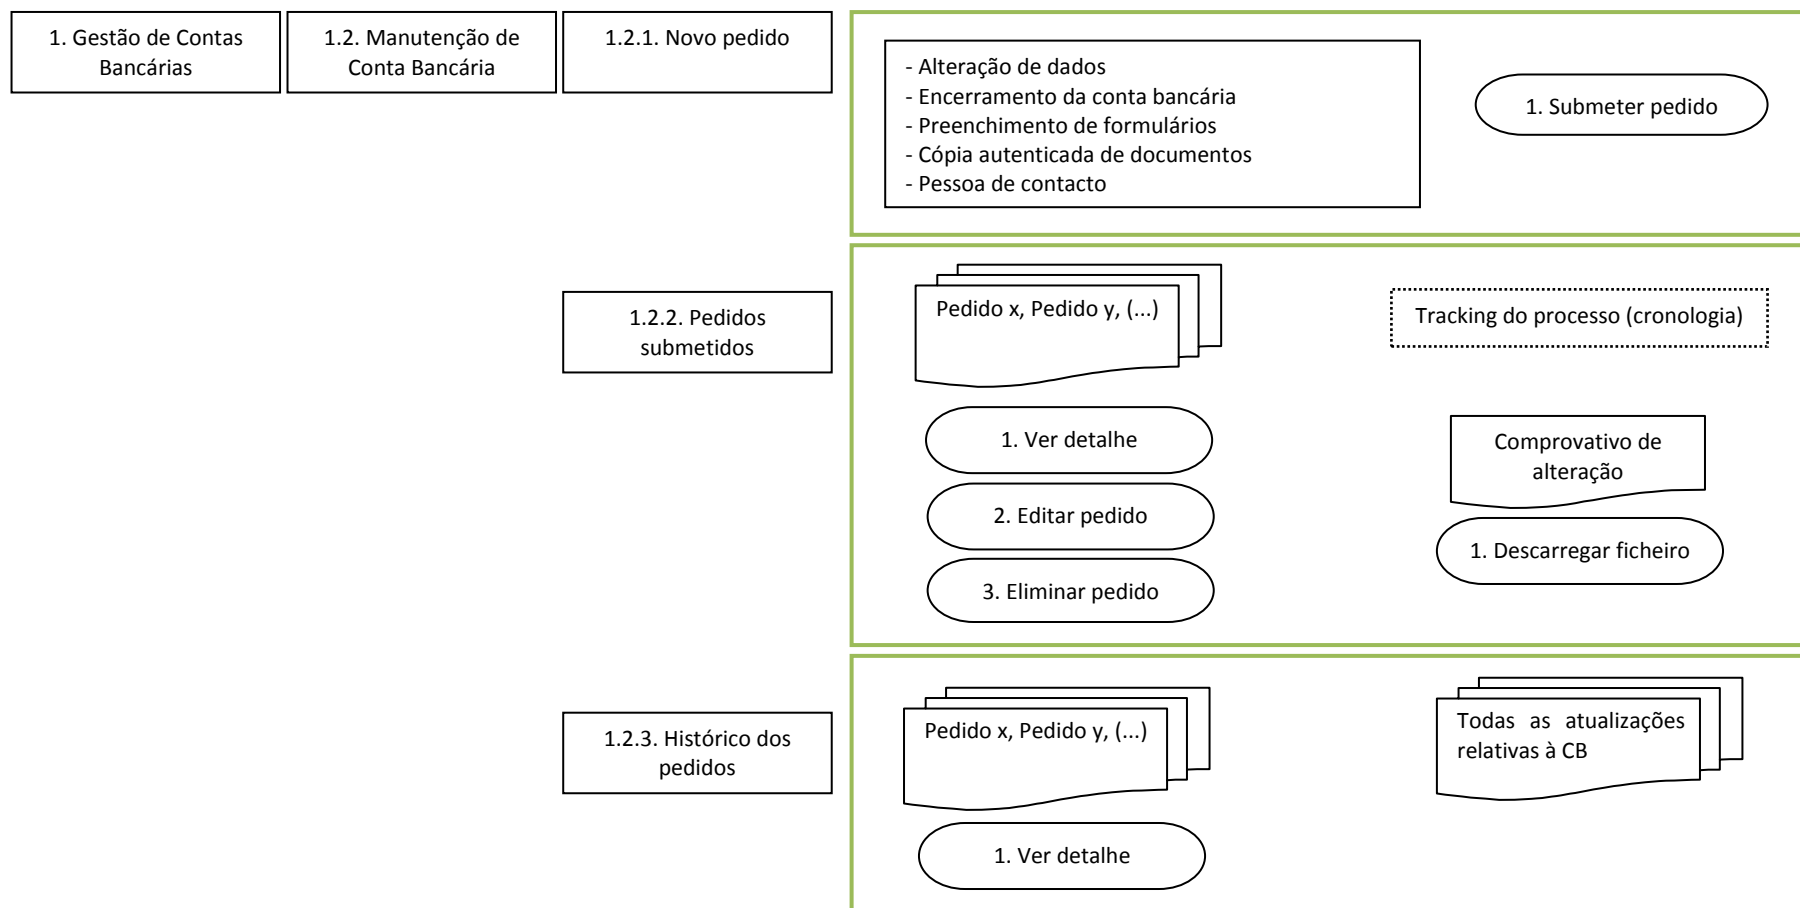 1. Gestão de Contas
Bancárias
1.2. Manutenção de
Conta Bancária
1.2.1. Novo pedido
- Alteração de dados
- Encerramento da conta bancária
- Preenchimento de formulários
- Cópia autenticada de documentos
- Pessoa de contacto
1. Submeter pedido
1.2.2. Pedidos
submetidos
Pedido x, Pedido y, (...)
Tracking do processo (cronologia)
1. Ver detalhe
2. Editar pedido
3. Eliminar pedido
Comprovativo de
alteração
1. Descarregar ficheiro
1.2.3. Histórico dos
pedidos
Pedido x, Pedido y, (...)
Todas as atualizações
relativas à CB
1. Ver detalhe